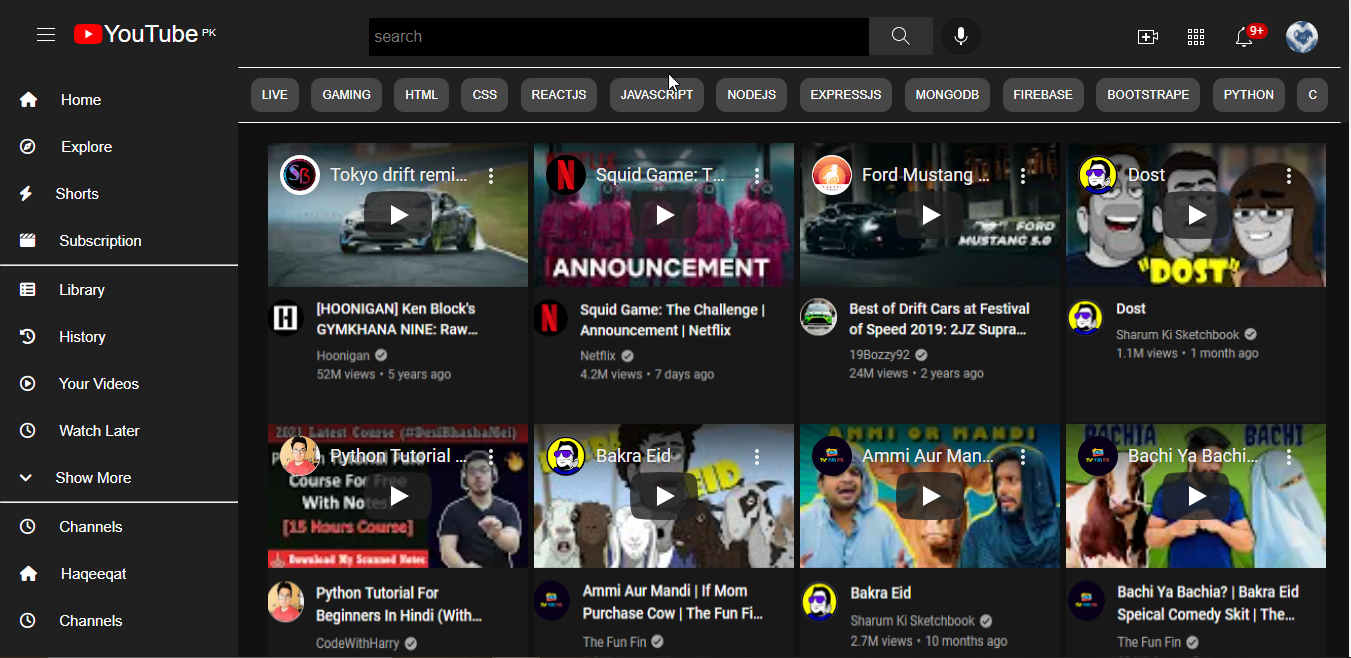 YouTube PK
search
9+
LIVE
GAMING
HTML
CSS
REACTJS
JAVASCRIPT
NODEJS
EXPRESSJS
MONGODB
FIREBASE
BOOTSTRAPE
PYTHON
C
Home
Explore
Shorts
Subscription
Library
History
Your Videos
Watch Later
Show More
Channels
Haqeeqat
Channels
Tokyo drift remi...
Squid Game: T...
ANNOUNCEMENT
Ford Mustang ...
FORD
MUSTANG 5.0
Dost
"DOST"
[HOONIGAN] Ken Block's
GYMKHANA NINE: Raw...
Hoonigan
52M views • 5 years ago
Squid Game: The Challenge |
Announcement | Netflix
Netflix
4.2M views • 7 days ago
Best of Drift Cars at Festival
of Speed 2019: 2JZ Supra...
19Bozzy92
24M views • 2 years ago
Dost
Sharum Ki Sketchbook
1.1M views • 1 month ago
2021 Latest Course (#DesiBhashaMei)
Python Tutorial ...
Course For Free
With Notes
[15 Hours Course]
Download My Scanned Notes
Bakra Eid
AMMI OR MANDI
Ammi Aur Man...
BACHIA
BACHI
Bachi Ya Bachi...
Python Tutorial For
Beginners In Hindi (With...
CodeWithHarry
Ammi Aur Mandi | If Mom
Purchase Cow | The Fun Fi...
The Fun Fin
Bakra Eid
Sharum Ki Sketchbook
2.7M views • 10 months ago
Bachi Ya Bachia? | Bakra Eid
Speical Comedy Skit | The...
The Fun Fin